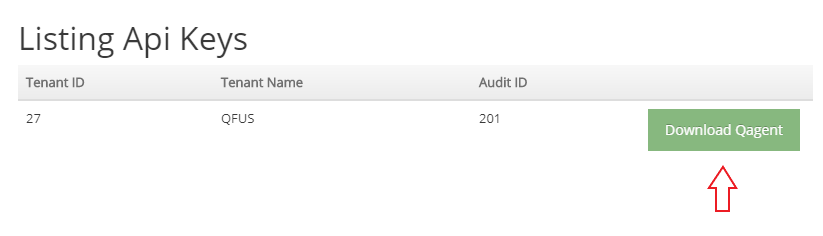 Listing Api Keys
Tenant ID Tenant Name Audit ID
27 QFUS 201 Download Qagent